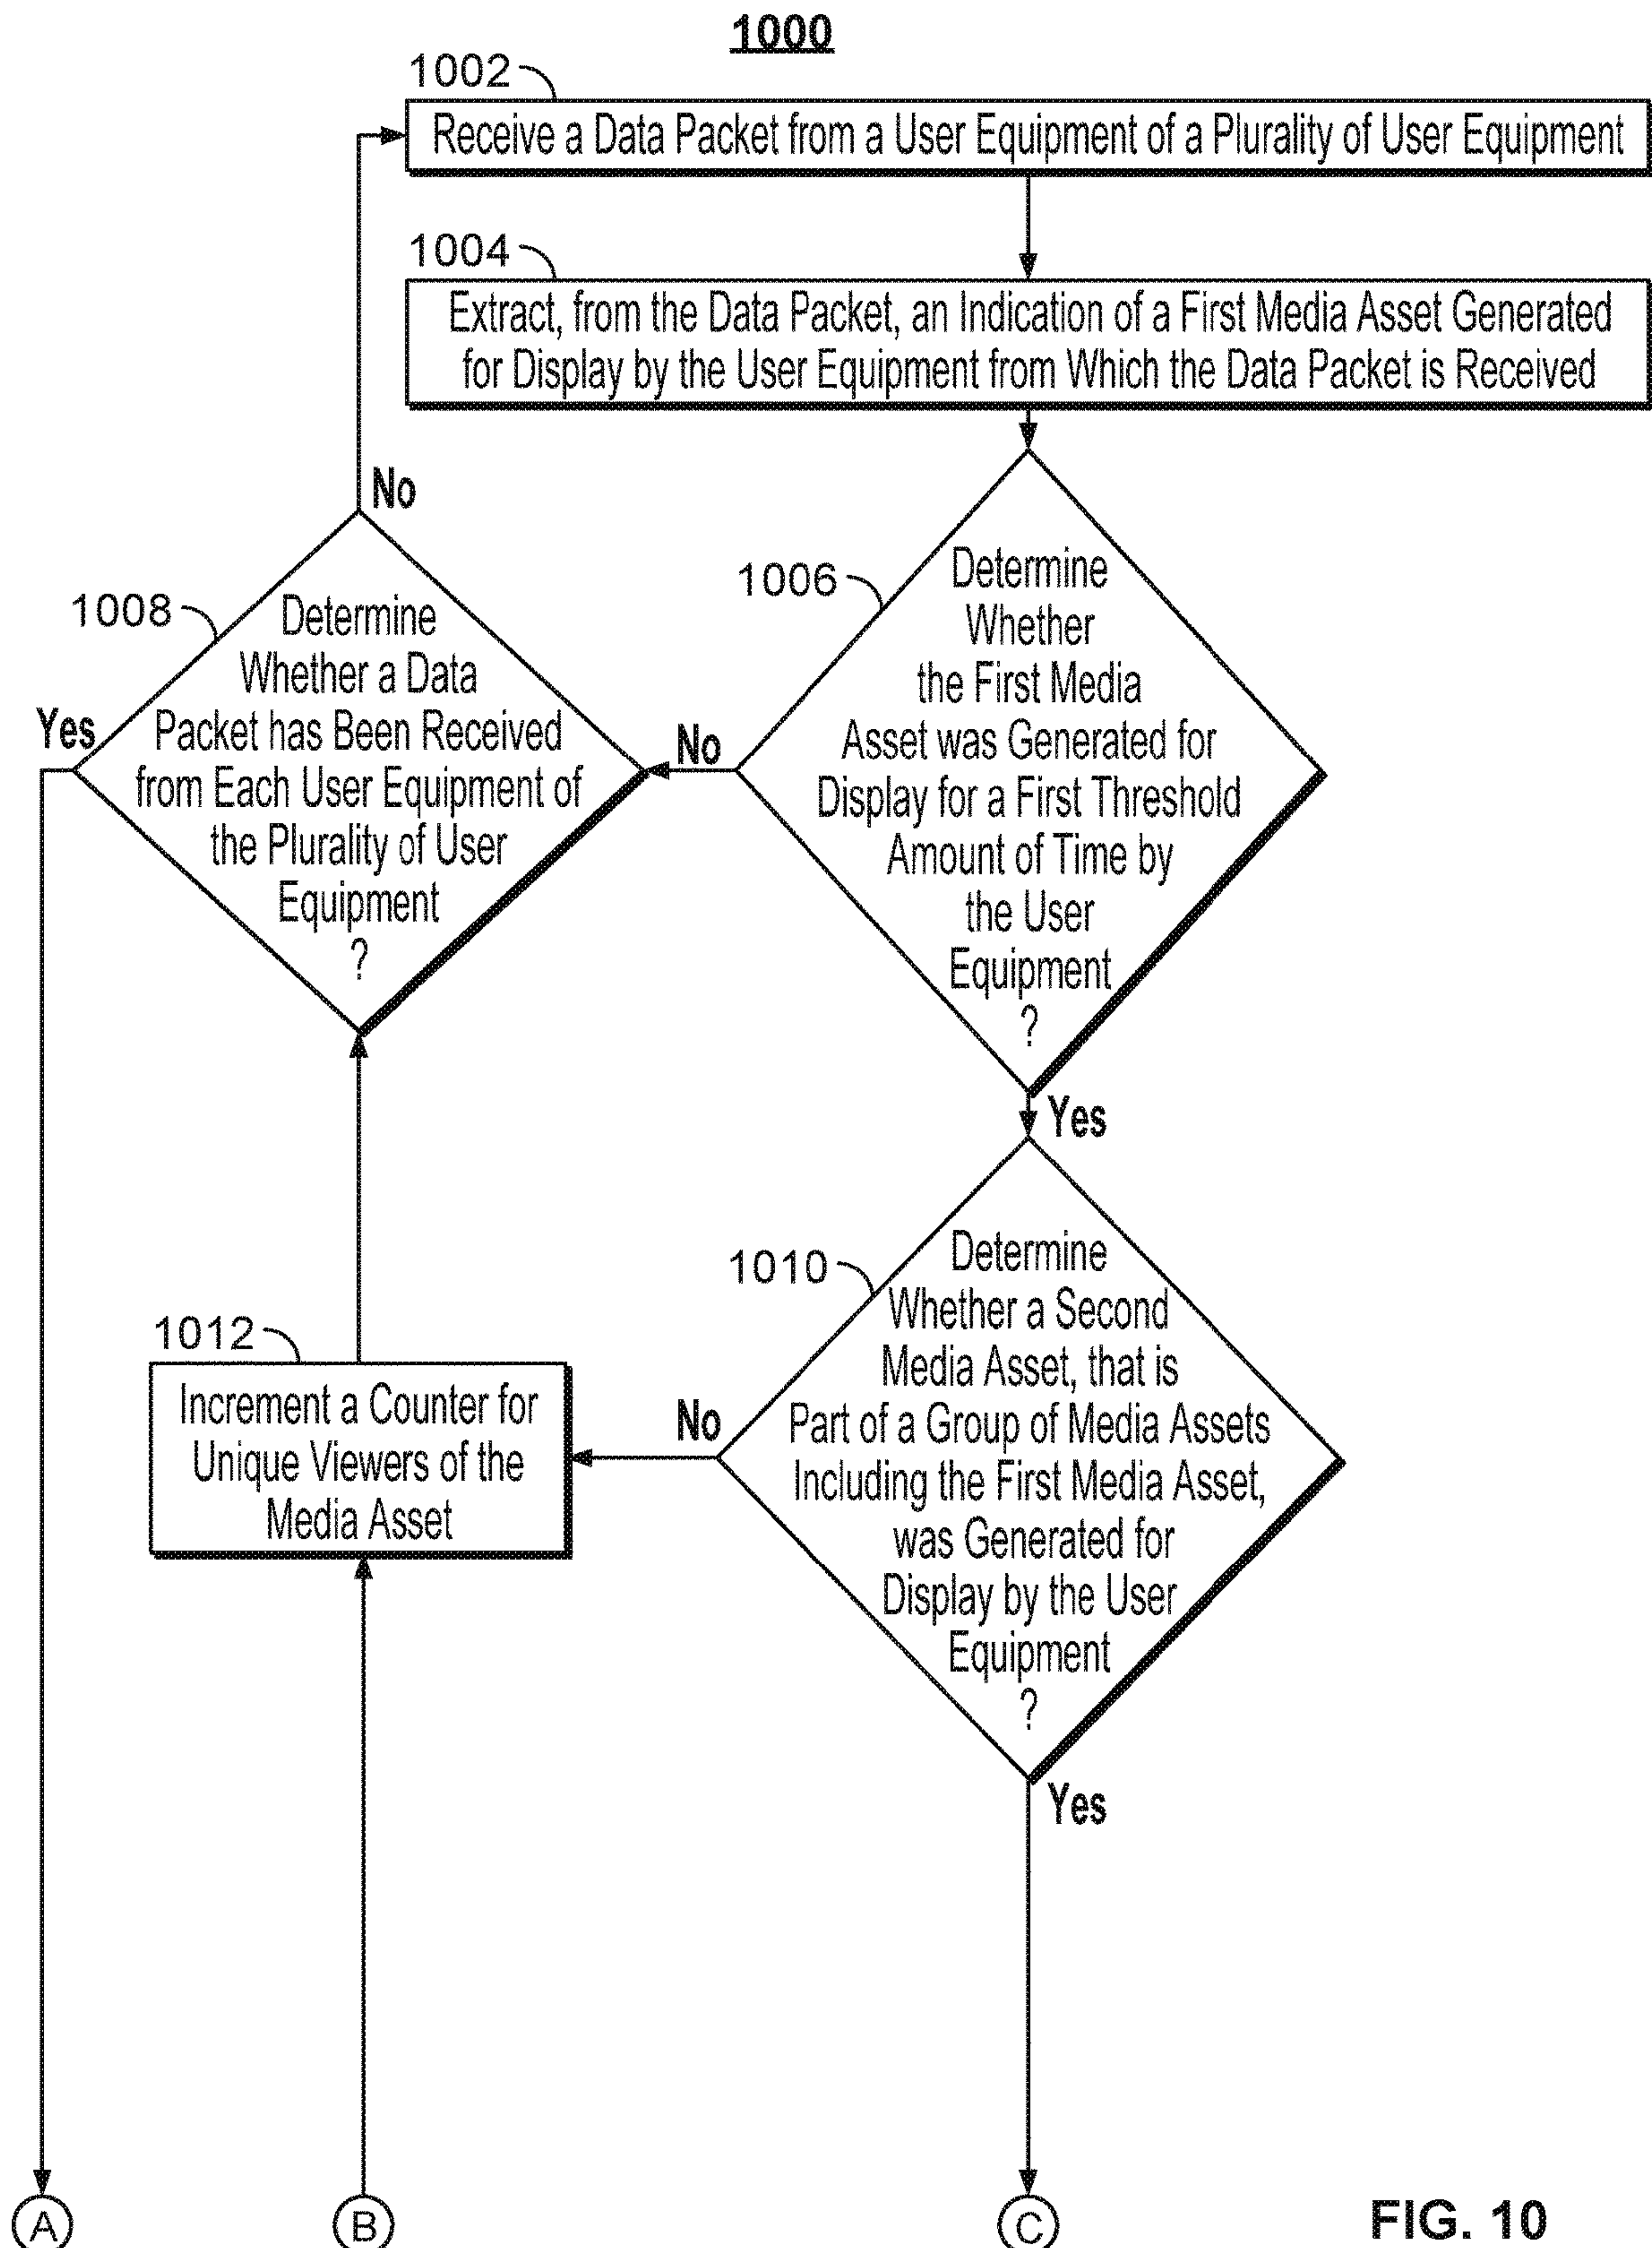 1000
1002
Receive a Data Packet from a User Equipment of a Plurality of User Equipment
1004
Extract, from the Data Packet, an Indication of a First Media Asset Generated
for Display by the User Equipment from Which the Data Packet is Received
No
1006
Determine
Whether
the First Media
Asset was Generated for
Display for a First Threshold
Amount of Time by
the User
Equipment
?
1008
Determine
Whether a Data
Packet has Been Received
from Each User Equipment of
the Plurality of User
Equipment
?
Yes
No
Yes
1010
Determine
Whether a Second
Media Asset, that is
Part of a Group of Media Assets
Including the First Media Asset,
was Generated for
Display by the User
Equipment
?
1012
Increment a Counter for
Unique Viewers of the
Media Asset
No
Yes
A
B
C
FIG. 10